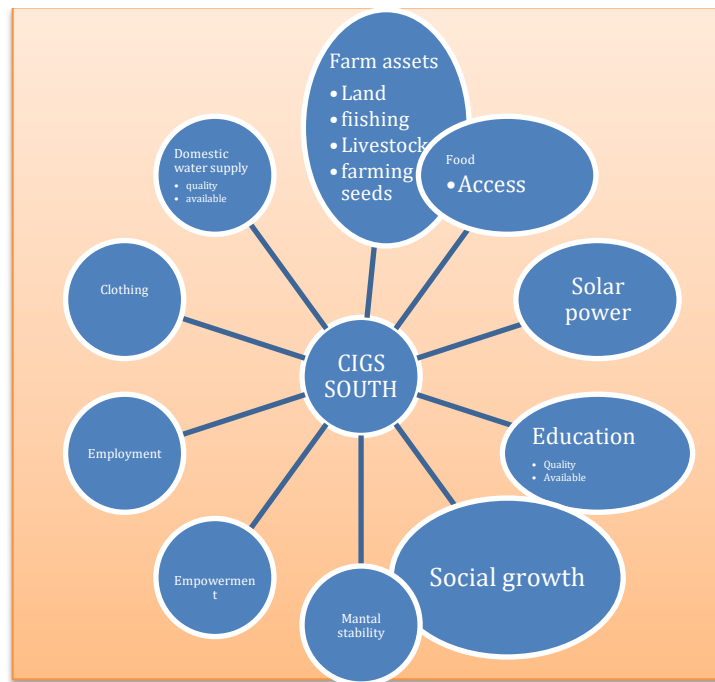 Farm assets
• Land
• fiishing
• Livestock
• farming
seeds
Food
• Access
Solar
power
Education
• Quality
• Available
Social growth
Mantal
stability
Empowermen
t
Employment
Clothing
Domestic
water supply
• quality
• available
CIGS
SOUTH